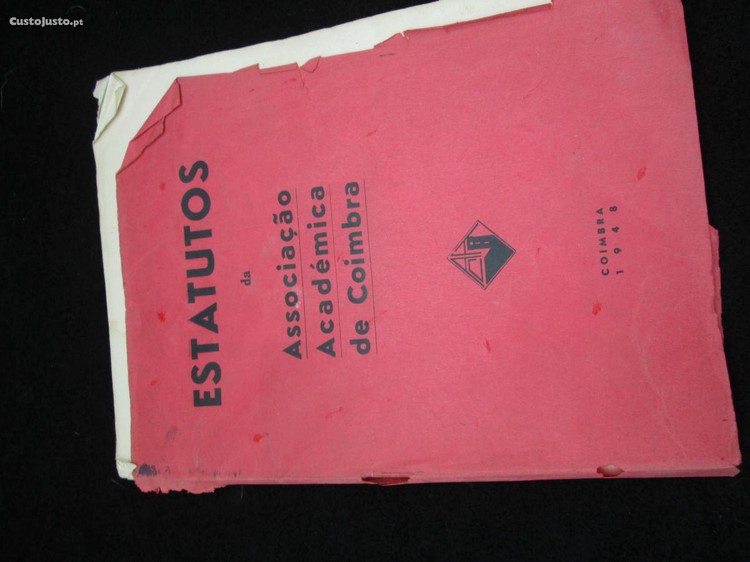 CustoJusto.pt
ESTATUTOS
da
Associação
Académica
de Coimbra
COIMBRA
1948